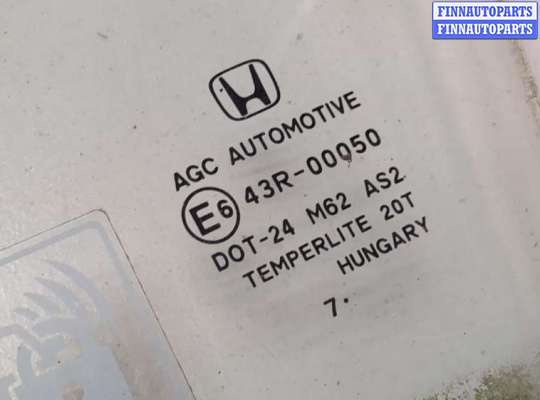 FINNAUTOPARTS
FINNAUTOPARTS
AGC AUTOMOTIVE
E6 43R-00050
DOT-24 M62 AS2
TEMPERLITE 20T
HUNGARY
7.